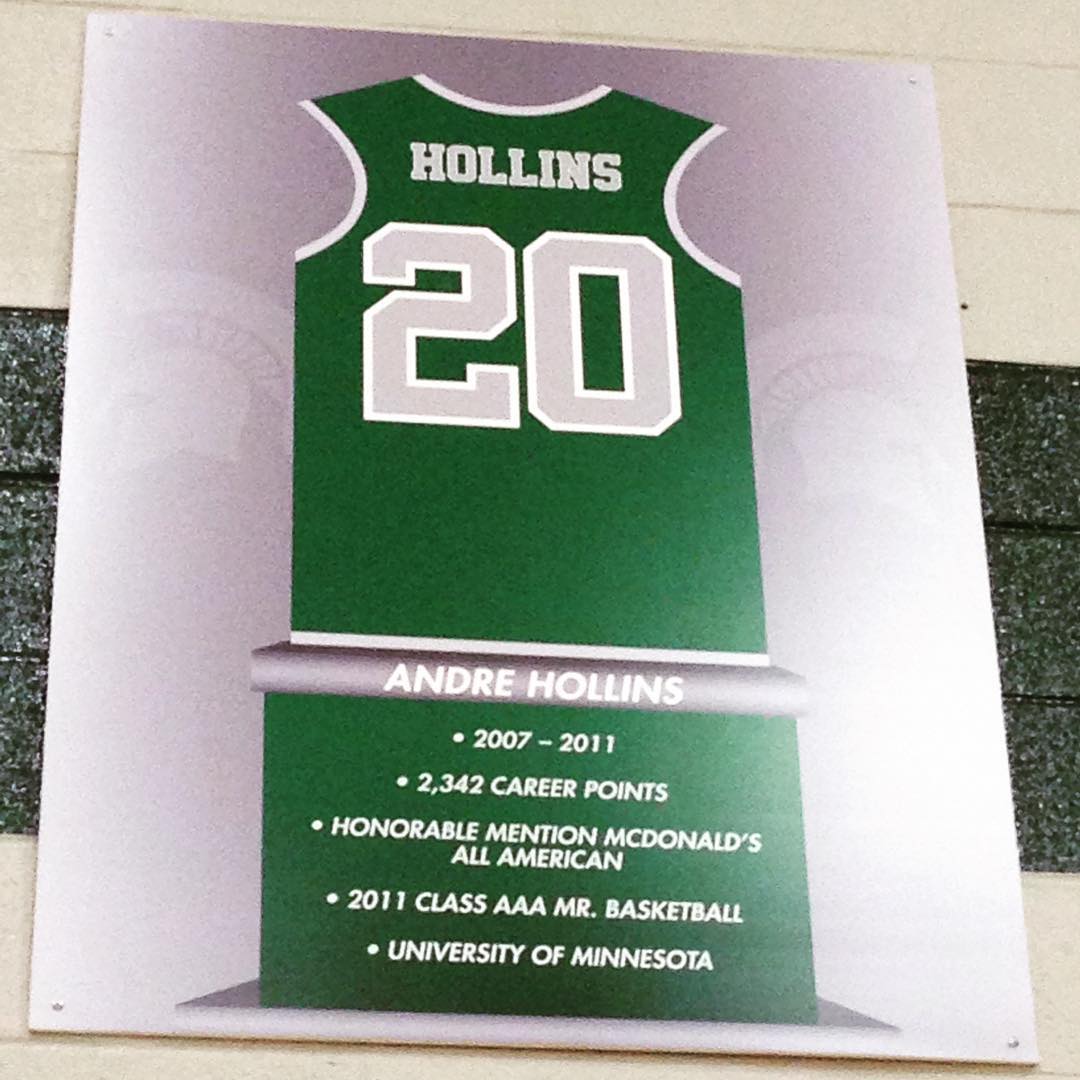 HOLLINS
20
ANDRE HOLLINS
• 2007 – 2011
• 2,342 CAREER POINTS
• HONORABLE MENTION MCDONALD'S
ALL AMERICAN
• 2011 CLASS AAA MR. BASKETBALL
• UNIVERSITY OF MINNESOTA